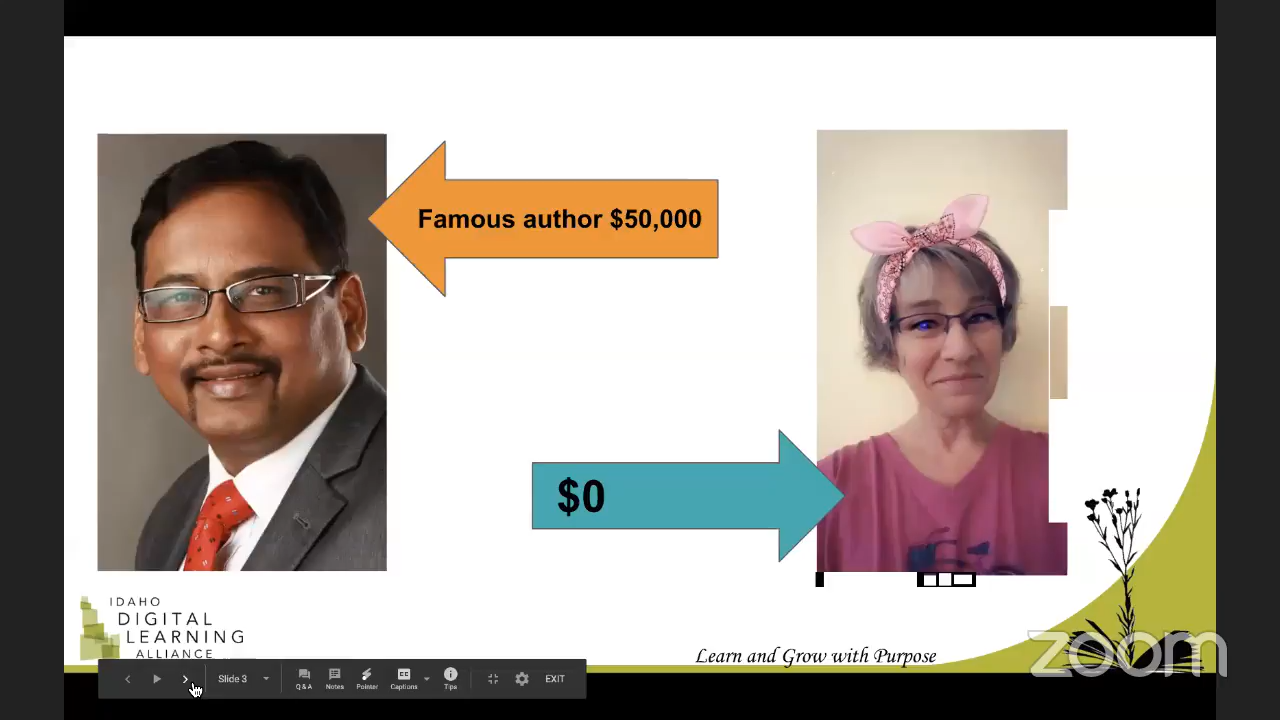 Famous author $50,000
$0
IDAHO
DIGITAL
LEARNING
ALLIANCE
Learn and Grow with Purpose
zoom
Slide 3
Q & A
Notes
Pointer
Captions
Tips
EXIT